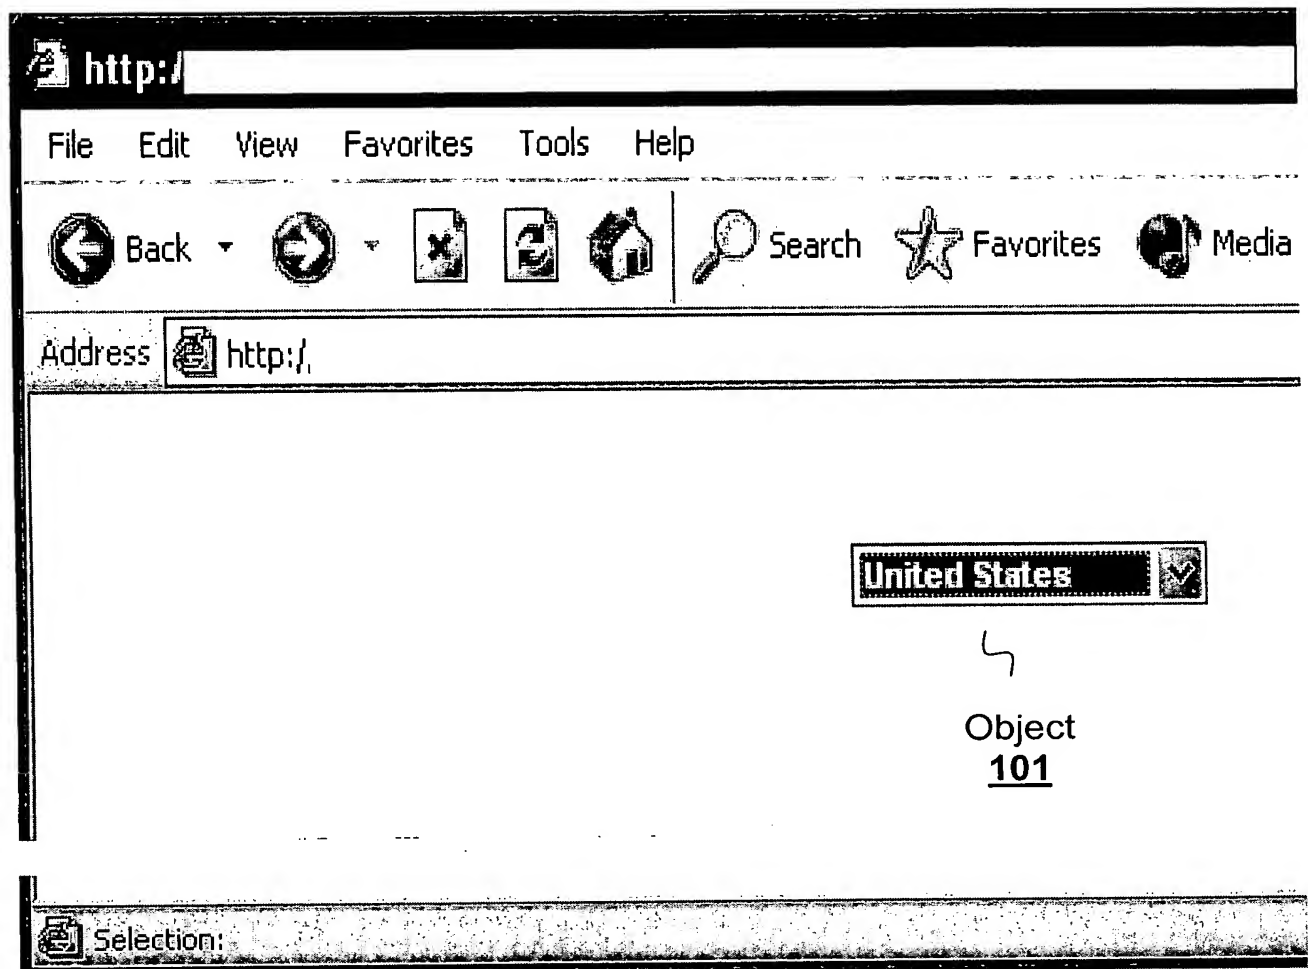 http:/
File Edit View Favorites Tools Help
Back Search Favorites Media
Address http:/
United States
Object
101
Selection: